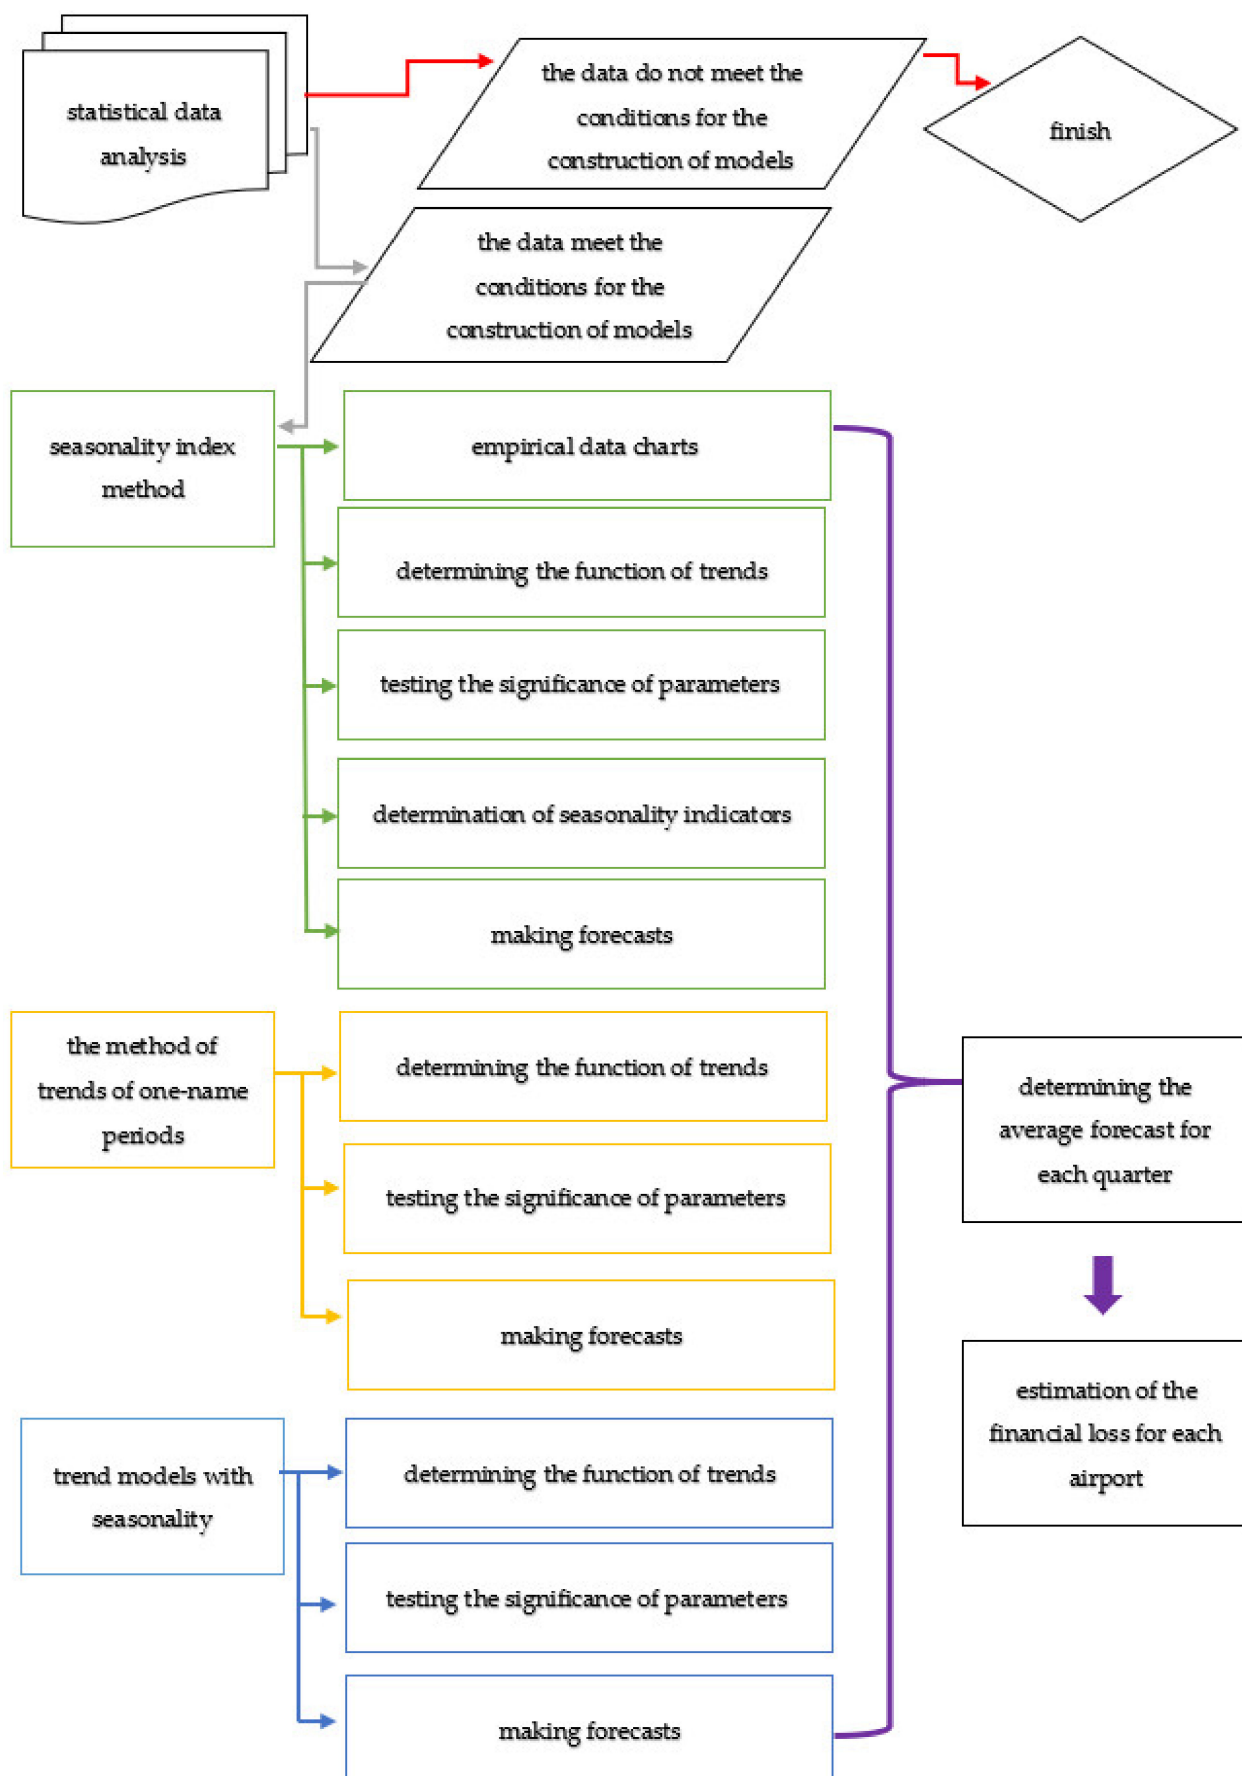 statistical data
analysis
the data do not meet the
conditions for the
construction of models
finish
the data meet the
conditions for the
construction of models
seasonality index
method
empirical data charts
determining the function of trends
testing the significance of parameters
determination of seasonality indicators
making forecasts
the method of
trends of one-name
periods
determining the function of trends
testing the significance of parameters
making forecasts
determining the
average forecast for
each quarter
estimation of the
financial loss for each
airport
trend models with
seasonality
determining the function of trends
testing the significance of parameters
making forecasts